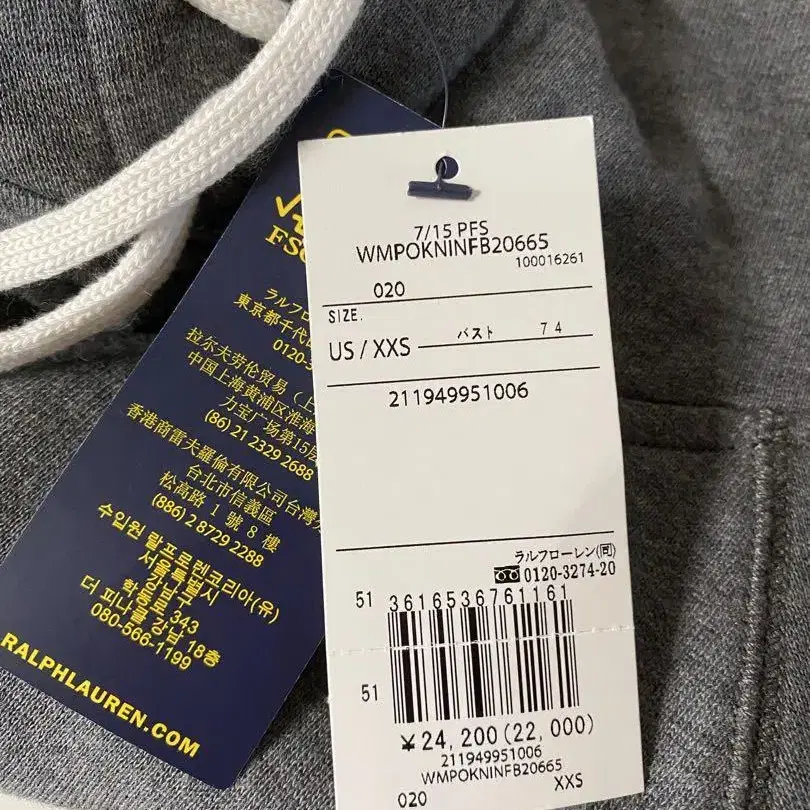 7/15 PFS
WMPOKNINFB20665
100016261
020
SIZE.
US / XXS バスト 74
211949951006
ラルフローレン(同)
0120-3274-20
51 3616536761161
51
¥24,200(22,000)
211949951006
WMPOKNINFB20665
020 XXS
ラルフロ
東京都千代田
0120-3
拉尔夫劳伦贸易(上
中国上海黄浦区淮海
力宝广场第15层
(86) 21 2329 2688
香港商雷夫羅倫有限公司台灣
台北市信義區
松高路 1 號 8 樓
(886) 2 8729 2288
수입원 랄프로렌코리아(유)
서울특별시
강남구
학동로 343
더 피나클 강남 18층
080-566-1199
RALPHLAUREN.COM